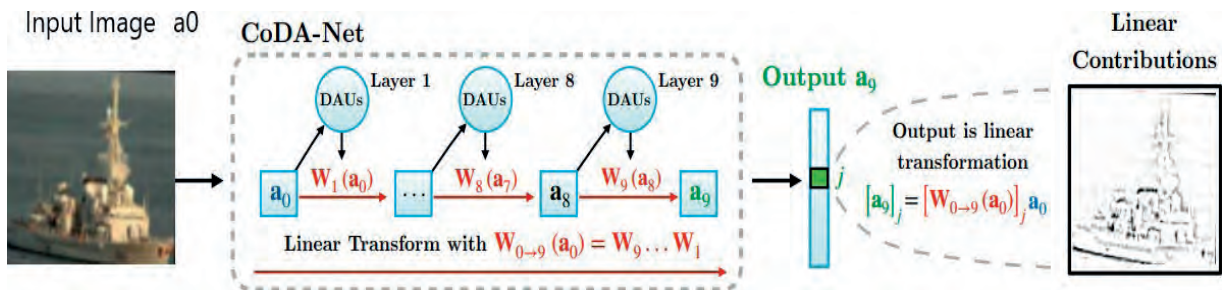 Input Image a0
CoDA-Net
DAUs
Layer 1
DAUs
Layer 8
DAUs
Layer 9
a₀
W₁(a₀)
...
W₈(a₇)
a₈
W₉(a₈)
a₉
Linear Transform with W₀→₉(a₀) = W₉ ... W₁
Output a₉
j
Output is linear
transformation
[a₉]ⱼ=[W₀→₉(a₀)]ⱼa₀
Linear
Contributions